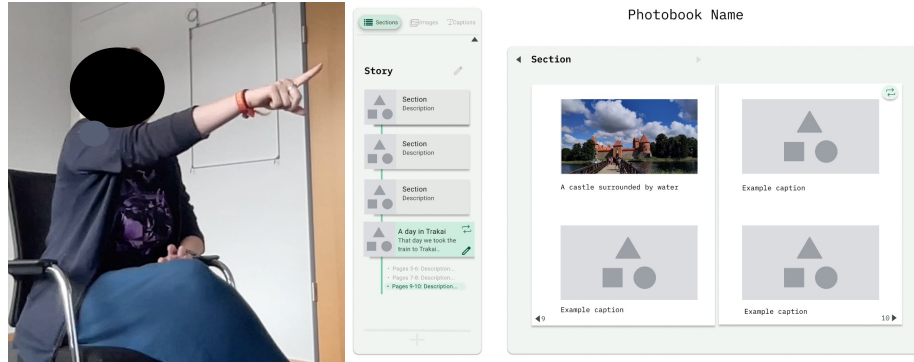 Photobook Name
Sections
Images
Captions
Story
Section
Description
Section
Description
Section
Description
A day in Trakai
That day we took the
train to Trakai…
• Pages 5-6: Description...
• Pages 7-8: Description...
• Pages 9-10: Description...
Section
A castle surrounded by water
Example caption
Example caption
Example caption
9
10